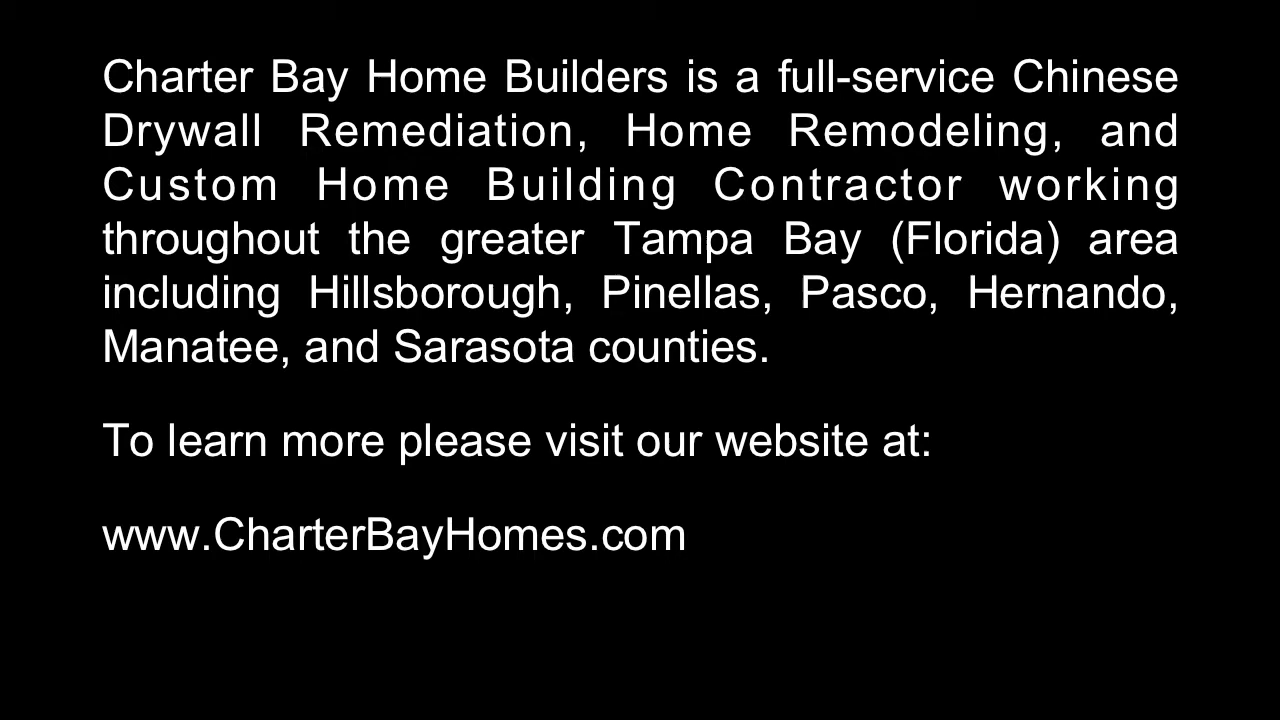 Charter Bay Home Builders is a full-service Chinese
Drywall Remediation, Home Remodeling, and
Custom Home Building Contractor working
throughout the greater Tampa Bay (Florida) area
including Hillsborough, Pinellas, Pasco, Hernando,
Manatee, and Sarasota counties.
To learn more please visit our website at:
www.CharterBayHomes.com